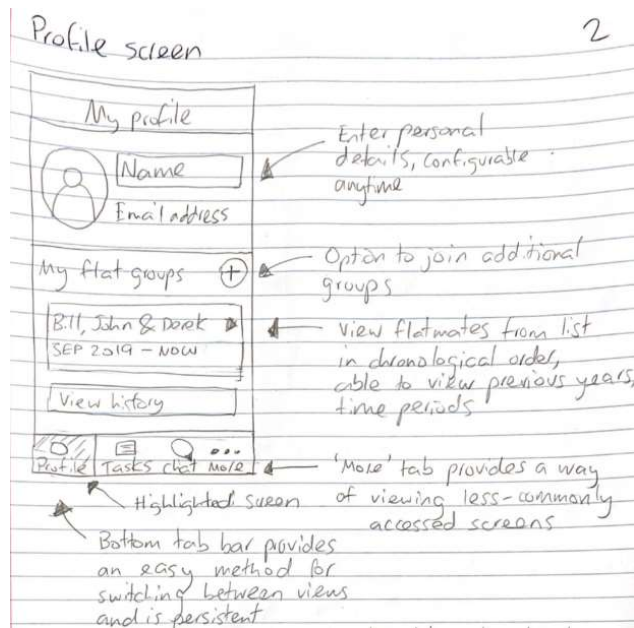 Profile screen
2
My profile
Name
Email address
Enter personal
details, configurable
anytime
My flat groups +
Option to join additional
groups
Bill, John & Derek
SEP 2019 - NOW
View flatmates from list
in chronological order,
able to view previous years,
time periods
View history
Profile Tasks Chat More
'More' tab provides a way
of viewing less-commonly
accessed screens
Highlighted screen
Bottom tab bar provides
an easy method for
switching between views
and is persistent